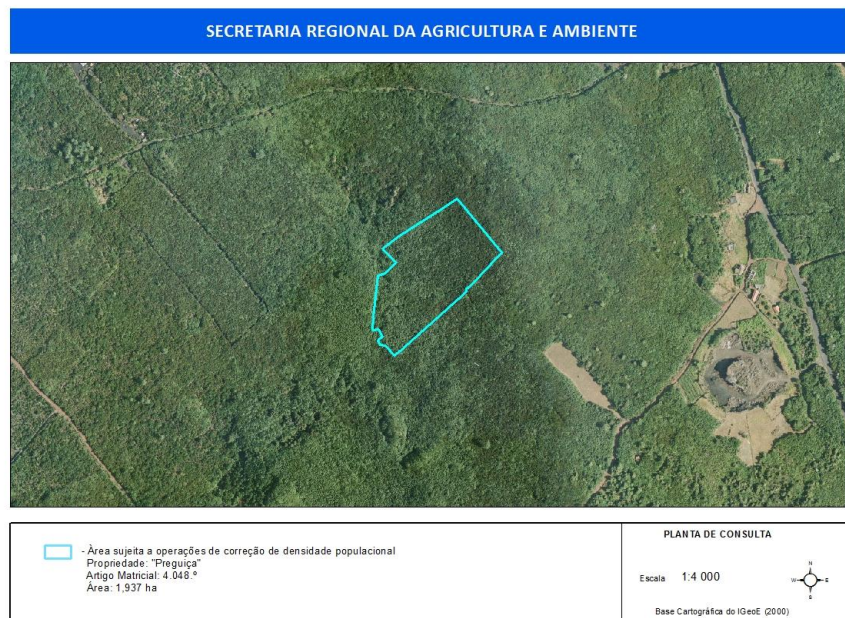 SECRETARIA REGIONAL DA AGRICULTURA E AMBIENTE
- Área sujeita a operações de correção de densidade populacional
Propriedade: "Preguiça"
Artigo Matricial: 4.048.º
Área: 1,937 ha
PLANTA DE CONSULTA
Escala 1:4 000
N
W E
S
Base Cartográfica do IGeoE (2000)